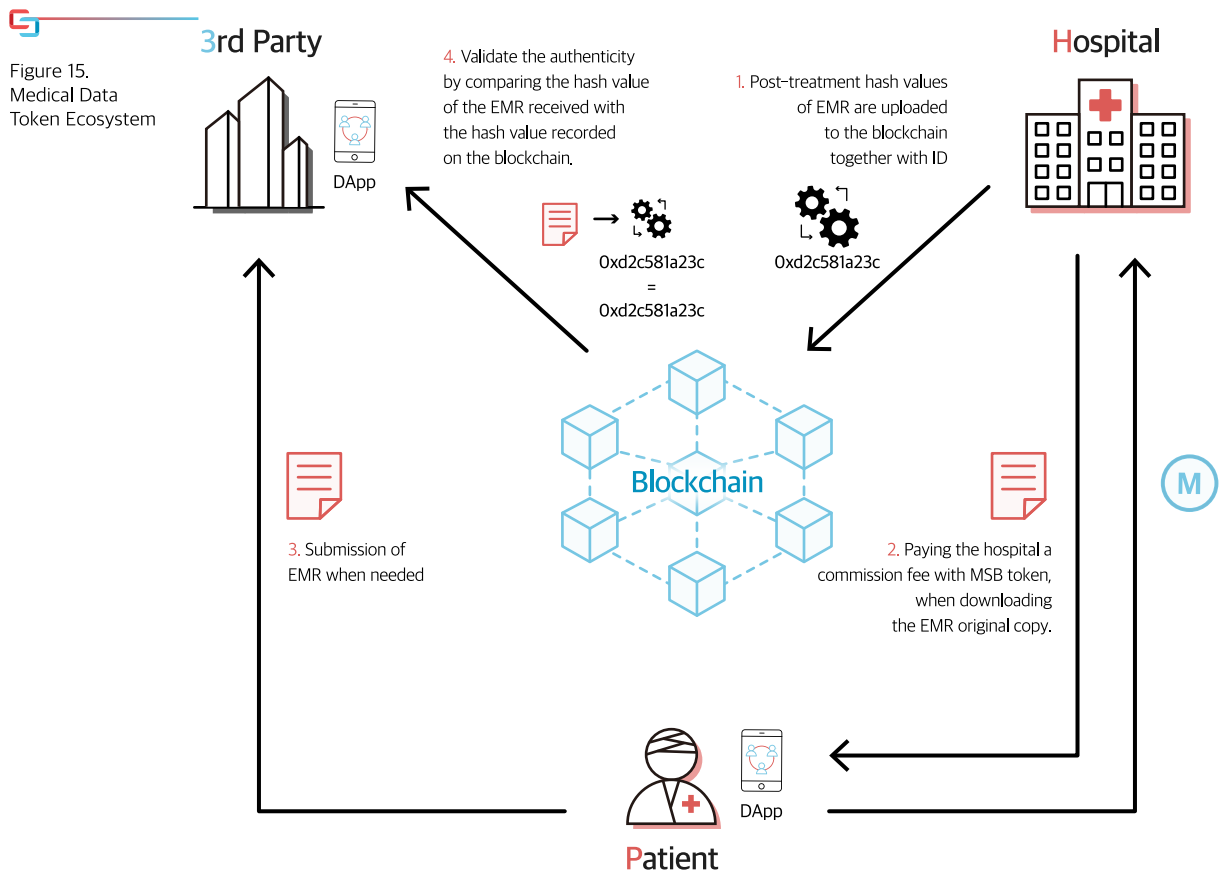 Figure 15.
Medical Data
Token Ecosystem
3rd Party
DApp
4. Validate the authenticity
by comparing the hash value
of the EMR received with
the hash value recorded
on the blockchain.
0xd2c581a23c
=
0xd2c581a23c
1. Post-treatment hash values
of EMR are uploaded
to the blockchain
together with ID
0xd2c581a23c
Hospital
Blockchain
3. Submission of
EMR when needed
2. Paying the hospital a
commission fee with MSB token,
when downloading
the EMR original copy.
M
DApp
Patient